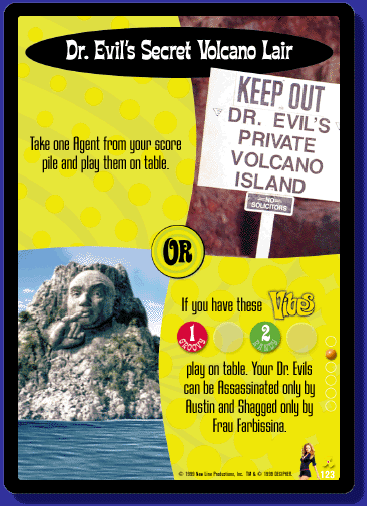 Dr. Evil's Secret Volcano Lair
KEEP OUT
DR. EVIL'S
PRIVATE
VOLCANO
ISLAND
NO
SOLICITORS
Take one Agent from your score
pile and play them on table.
OR
If you have these Vibes
1
GROOVY
2
play on table. Your Dr. Evils
can be Assassinated only by
Austin and Shagged only by
Frau Farbissina.
© 1999 New Line Productions, Inc. TM & © 1999 DECIPHER,
123